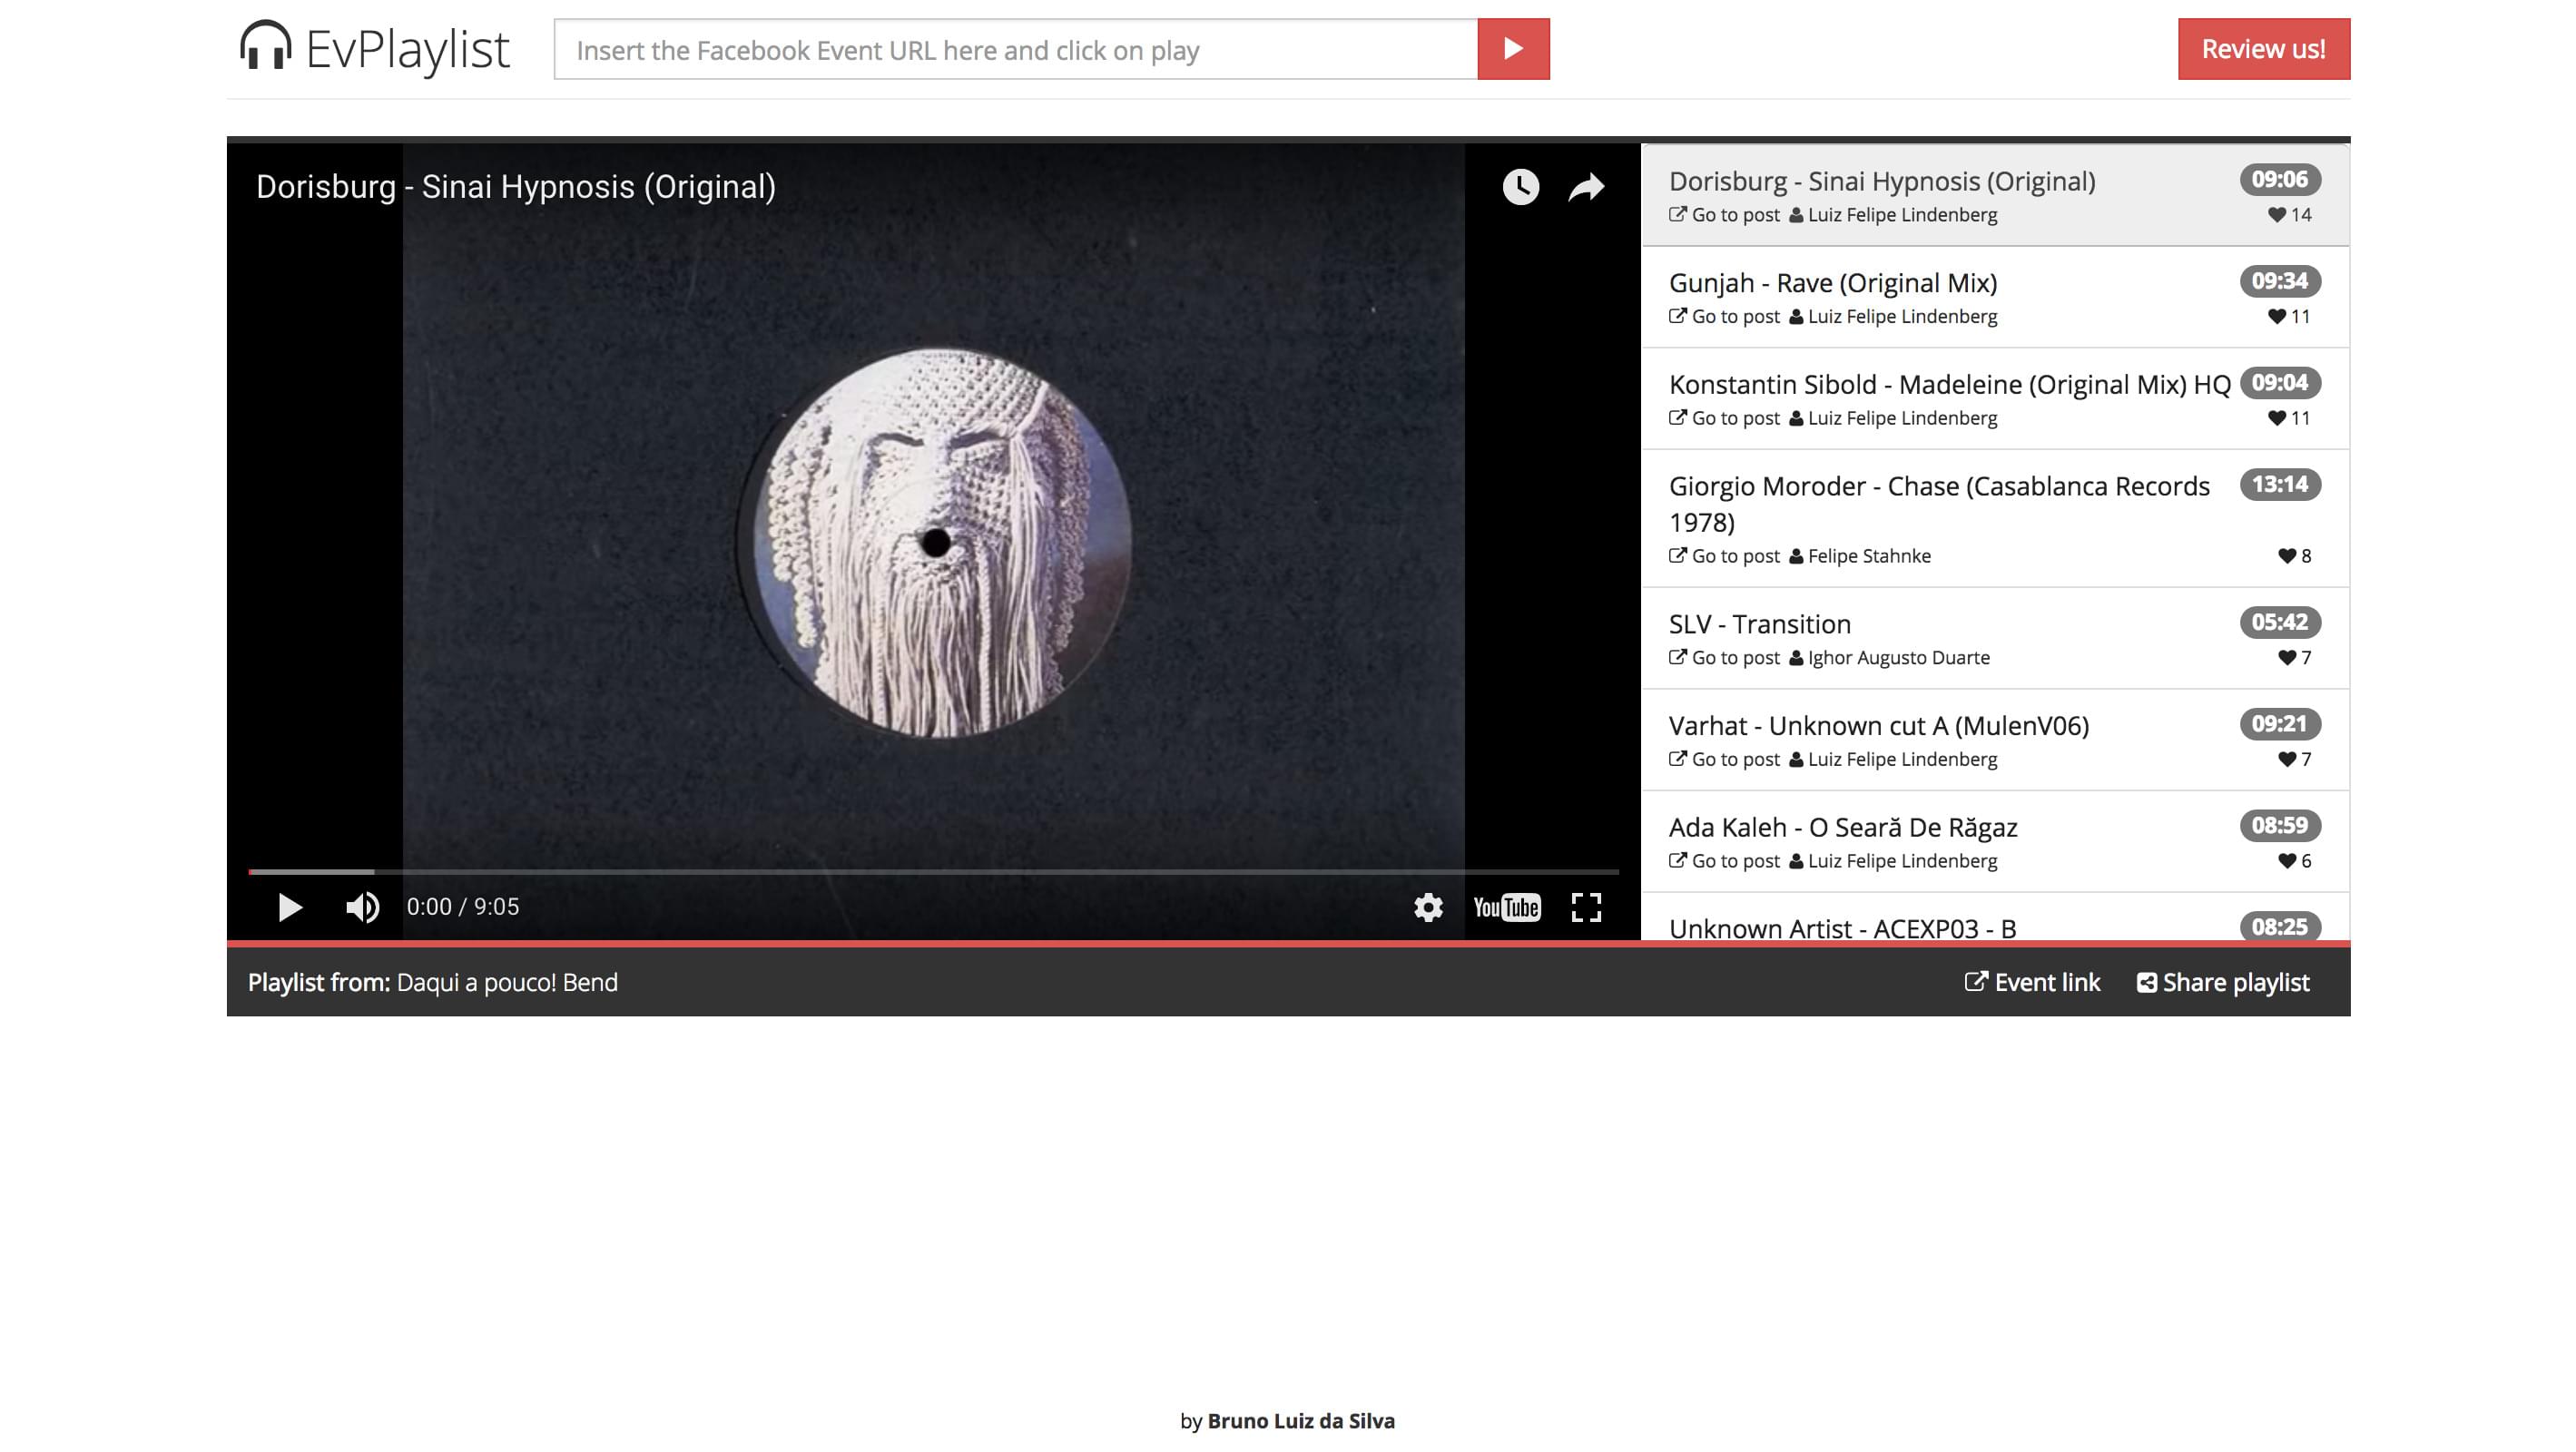 EvPlaylist
Insert the Facebook Event URL here and click on play
Review us!
Dorisburg - Sinai Hypnosis (Original)
0:00 / 9:05
YouTube
Dorisburg - Sinai Hypnosis (Original) 09:06
Go to post Luiz Felipe Lindenberg 14
Gunjah - Rave (Original Mix) 09:34
Go to post Luiz Felipe Lindenberg 11
Konstantin Sibold - Madeleine (Original Mix) HQ 09:04
Go to post Luiz Felipe Lindenberg 11
Giorgio Moroder - Chase (Casablanca Records 13:14
1978)
Go to post Felipe Stahnke 8
SLV - Transition 05:42
Go to post Ighor Augusto Duarte 7
Varhat - Unknown cut A (MulenV06) 09:21
Go to post Luiz Felipe Lindenberg 7
Ada Kaleh - O Seară De Răgaz 08:59
Go to post Luiz Felipe Lindenberg 6
Unknown Artist - ACEXP03 - B 08:25
Playlist from: Daqui a pouco! Bend
Event link Share playlist
by Bruno Luiz da Silva